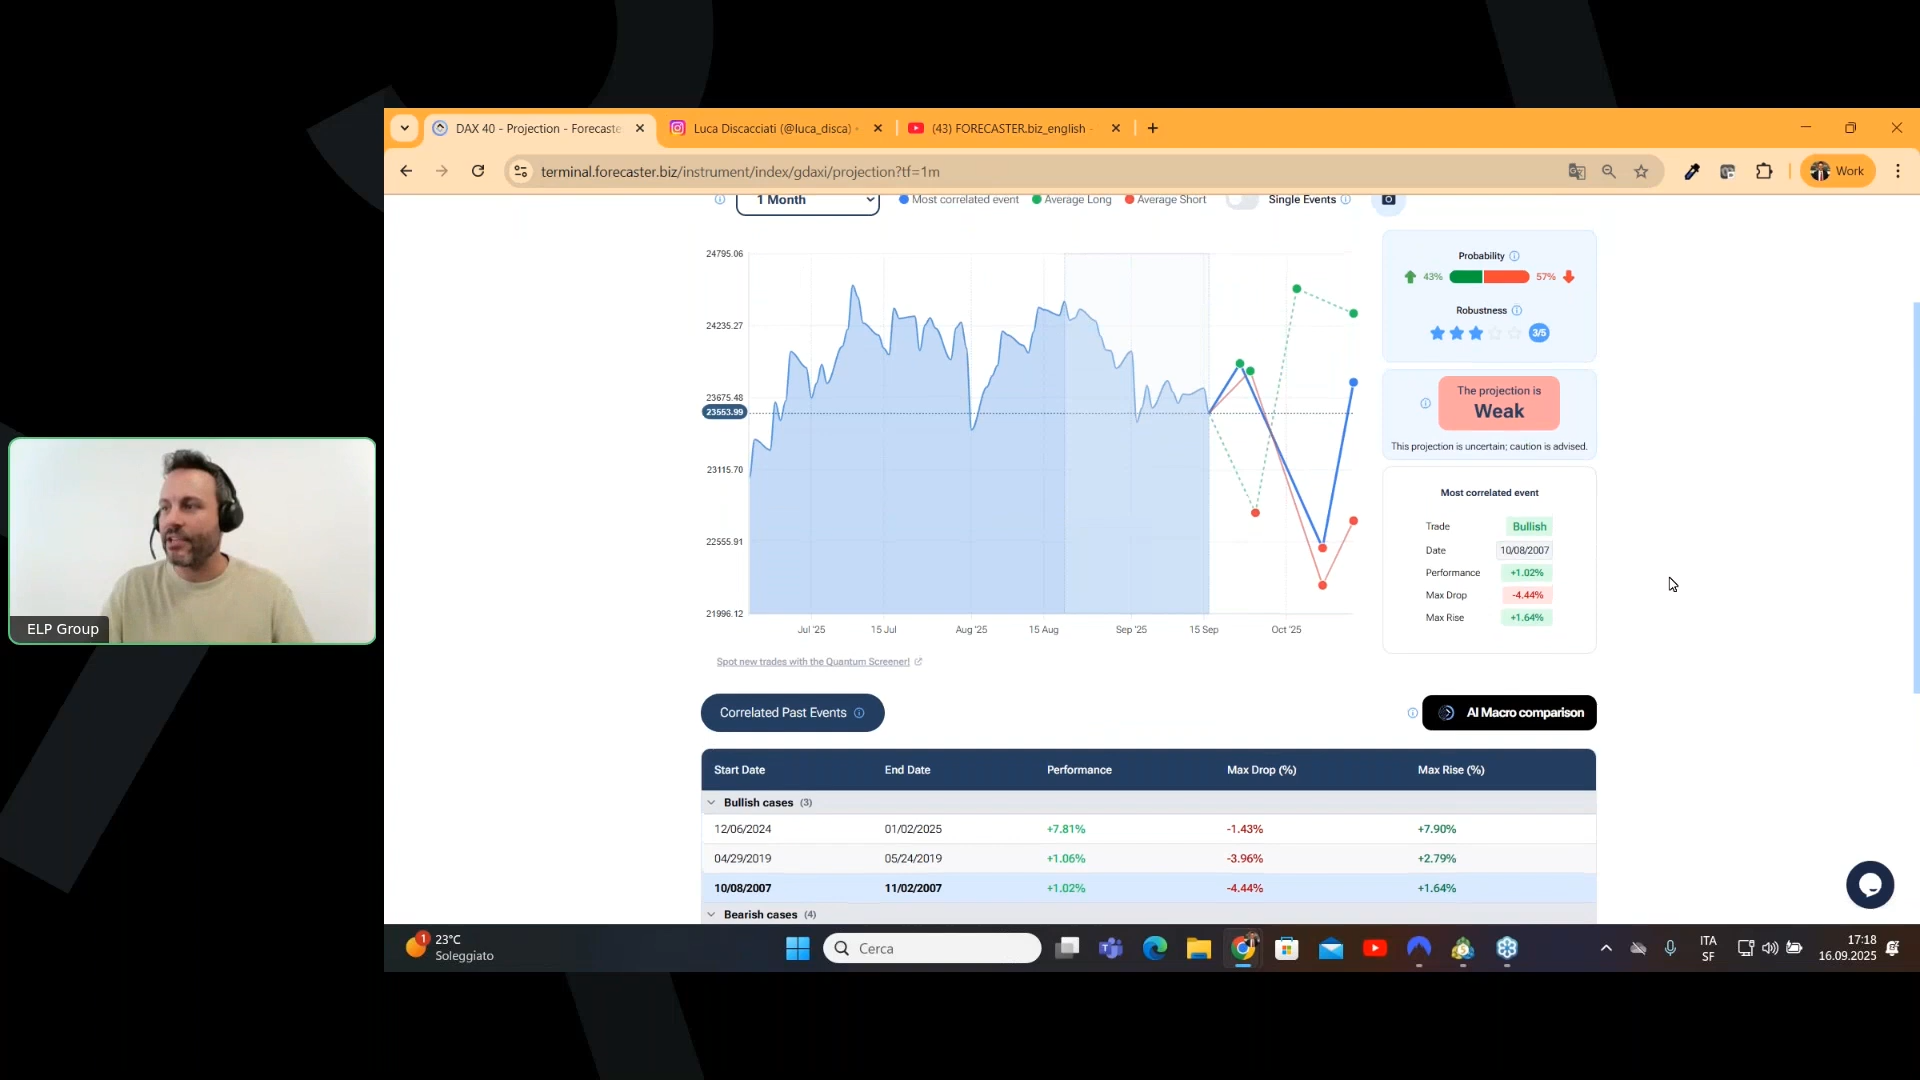 DAX 40 - Projection - Forecaste
Luca Discacciati (@luca_disca)
(43) FORECASTER.biz_english -
terminal.forecaster.biz/instrument/index/gdaxi/projection?tf=1m
Work
1 Month
Most correlated event
Average Long
Average Short
Single Events
24795.06
24235.27
23675.48
23553.99
23115.70
22555.91
21996.12
Jul '25
15 Jul
Aug '25
15 Aug
Sep '25
15 Sep
Oct '25
Probability
43%
57%
Robustness
3/5
The projection is
Weak
This projection is uncertain; caution is advised.
Most correlated event
Trade Bullish
Date 10/08/2007
Performance +1.02%
Max Drop -4.44%
Max Rise +1.64%
ELP Group
Spot new trades with the Quantum Screener!
Correlated Past Events
AI Macro comparison
Start Date End Date Performance Max Drop (%) Max Rise (%)
Bullish cases (3)
12/06/2024 01/02/2025 +7.81% -1.43% +7.90%
04/29/2019 05/24/2019 +1.06% -3.96% +2.79%
10/08/2007 11/02/2007 +1.02% -4.44% +1.64%
Bearish cases (4)
1
23°C
Soleggiato
Cerca
ITA
SF
17:18
16.09.2025